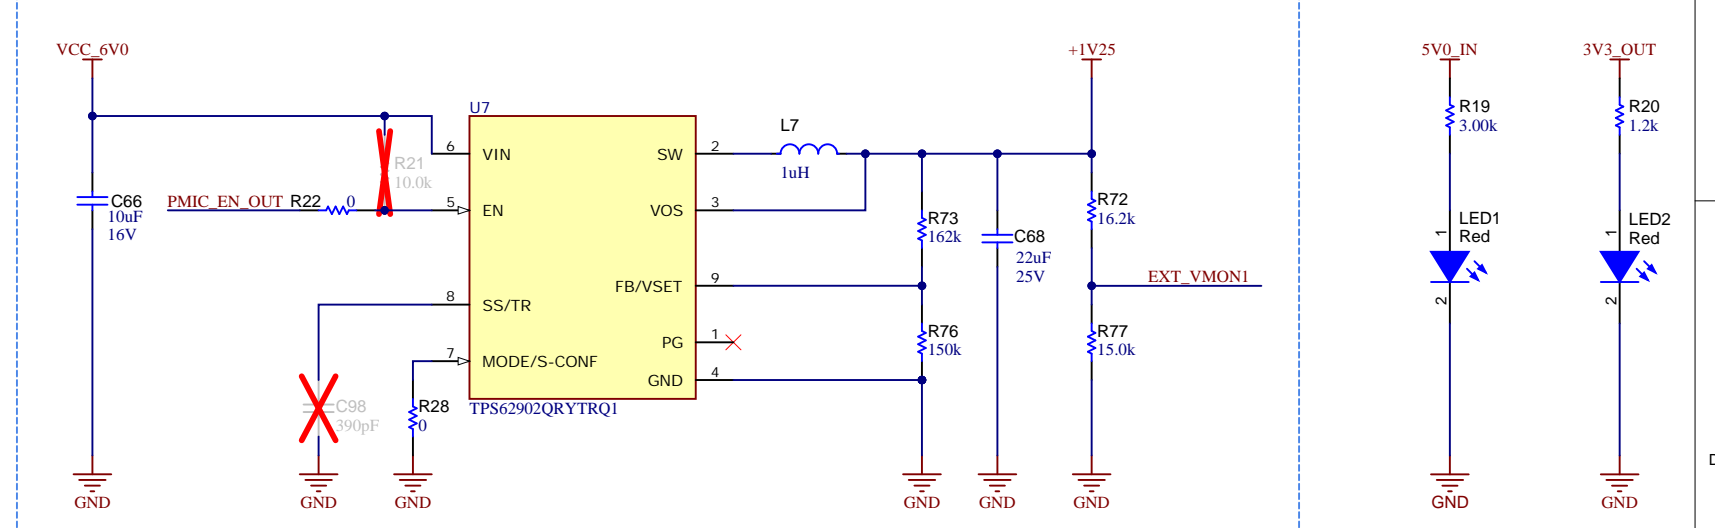 VCC_6V0
+1V25
5V0_IN
3V3_OUT
U7
R19
3.00k
R20
1.2k
L7
1uH
6
VIN
SW
2
R21
10.0k
C66
10uF
16V
PMIC_EN_OUT
R22
0
5
EN
VOS
3
R73
162k
R72
16.2k
C68
22uF
25V
LED1
Red
1
2
LED2
Red
1
2
FB/VSET
9
EXT_VMON1
8
SS/TR
R76
150k
R77
15.0k
PG
1
7
MODE/S-CONF
GND
4
C98
390pF
R28
0
TPS62902QRYTRQ1
GND
GND
GND
GND
GND
GND
GND
GND